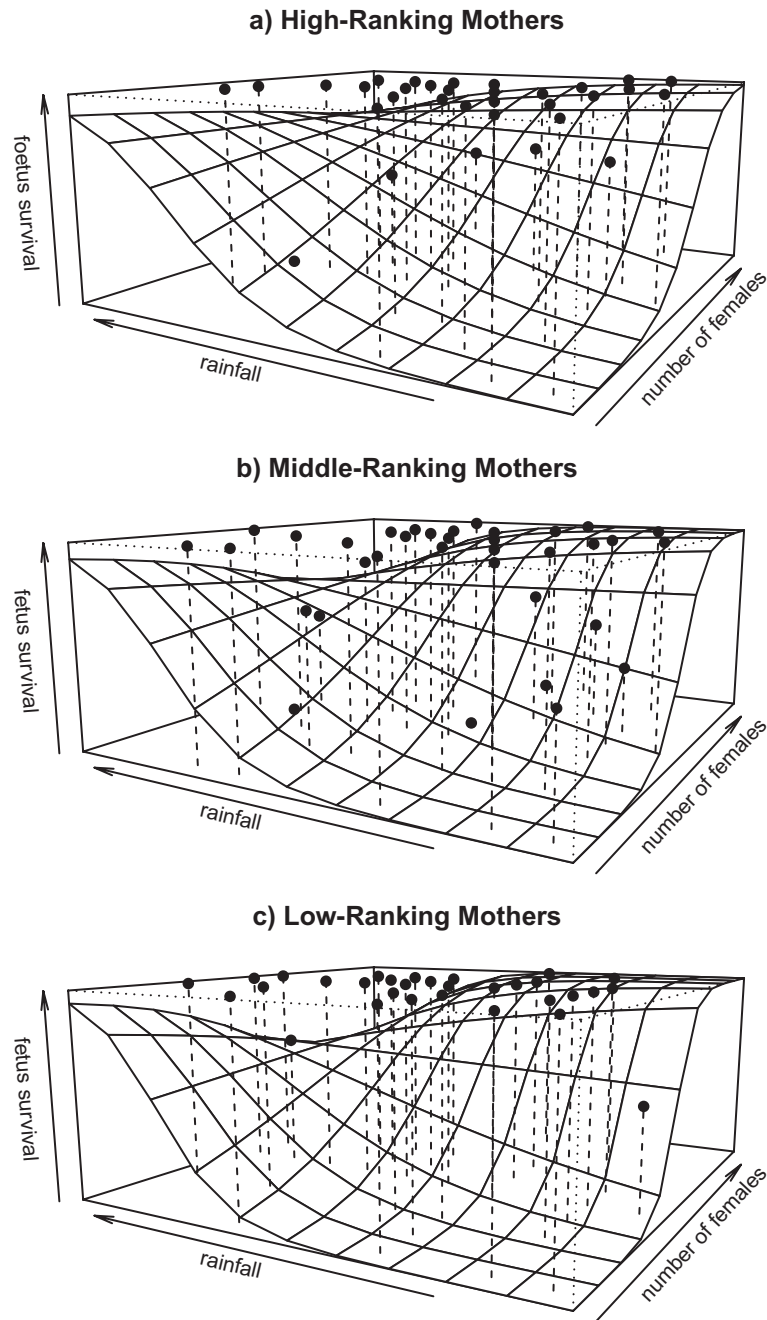 a) High-Ranking Mothers
foetus survival
rainfall
number of females
b) Middle-Ranking Mothers
fetus survival
rainfall
number of females
c) Low-Ranking Mothers
fetus survival
rainfall
number of females